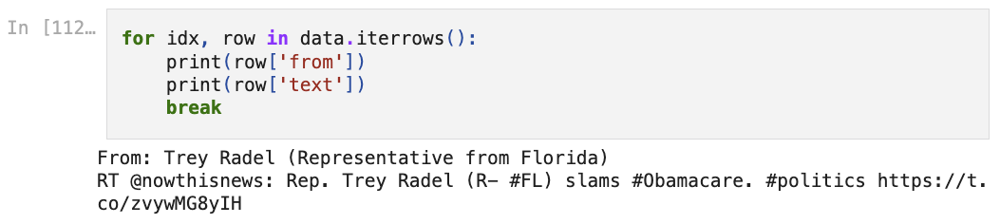 In [112…
for idx, row in data.iterrows():
    print(row['from'])
    print(row['text'])
    break
From: Trey Radel (Representative from Florida)
RT @nowthisnews: Rep. Trey Radel (R- #FL) slams #Obamacare. #politics https://t.
co/zvywMG8yIH